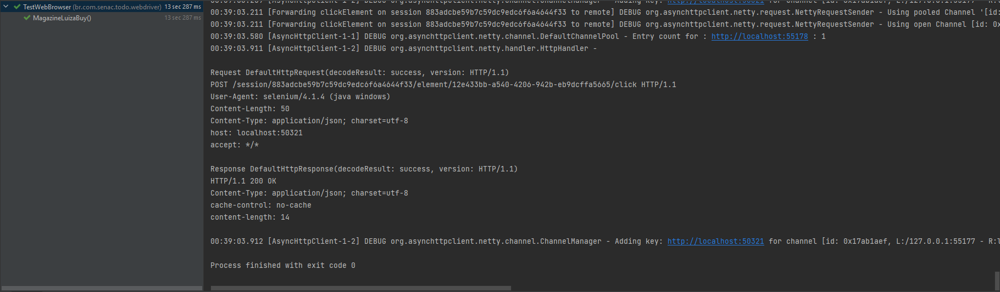 TestWebBrowser (br.com.senac.todo.webdriver) 13 sec 287 ms
MagazineLuizaBuy() 13 sec 287 ms
00:39:03.211 [Forwarding clickElement on session 883adcbe59b7c59dc9edc6f6a4644f33 to remote] DEBUG org.asynchttpclient.netty.request.NettyRequestSender - Using pooled Channel '[id:
00:39:03.211 [Forwarding clickElement on session 883adcbe59b7c59dc9edc6f6a4644f33 to remote] DEBUG org.asynchttpclient.netty.request.NettyRequestSender - Using open Channel [id: 0x
00:39:03.580 [AsyncHttpClient-1-1] DEBUG org.asynchttpclient.netty.channel.DefaultChannelPool - Entry count for : http://localhost:55178 : 1
00:39:03.911 [AsyncHttpClient-1-2] DEBUG org.asynchttpclient.netty.handler.HttpHandler -
Request DefaultHttpRequest(decodeResult: success, version: HTTP/1.1)
POST /session/883adcbe59b7c59dc9edc6f6a4644f33/element/12e433bb-a540-4206-942b-eb9dcffa5665/click HTTP/1.1
User-Agent: selenium/4.1.4 (java windows)
Content-Length: 50
Content-Type: application/json; charset=utf-8
host: localhost:50321
accept: */*
Response DefaultHttpResponse(decodeResult: success, version: HTTP/1.1)
HTTP/1.1 200 OK
Content-Type: application/json; charset=utf-8
cache-control: no-cache
content-length: 14
00:39:03.912 [AsyncHttpClient-1-2] DEBUG org.asynchttpclient.netty.channel.ChannelManager - Adding key: http://localhost:50321 for channel [id: 0x17ab1aef, L:/127.0.0.1:55177 - R:l
Process finished with exit code 0